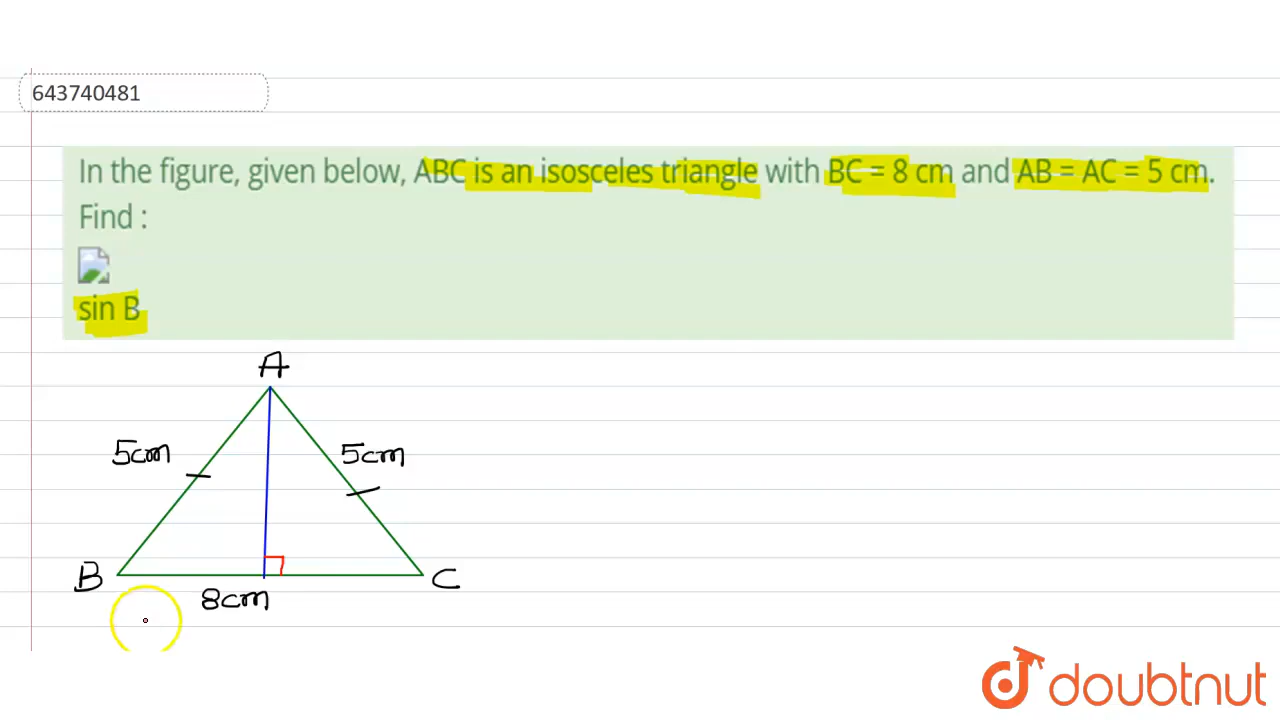 643740481
In the figure, given below, ABC is an isosceles triangle with BC = 8 cm and AB = AC = 5 cm.
Find :
sin B
A
5cm
5cm
B
C
8cm
doubtnut